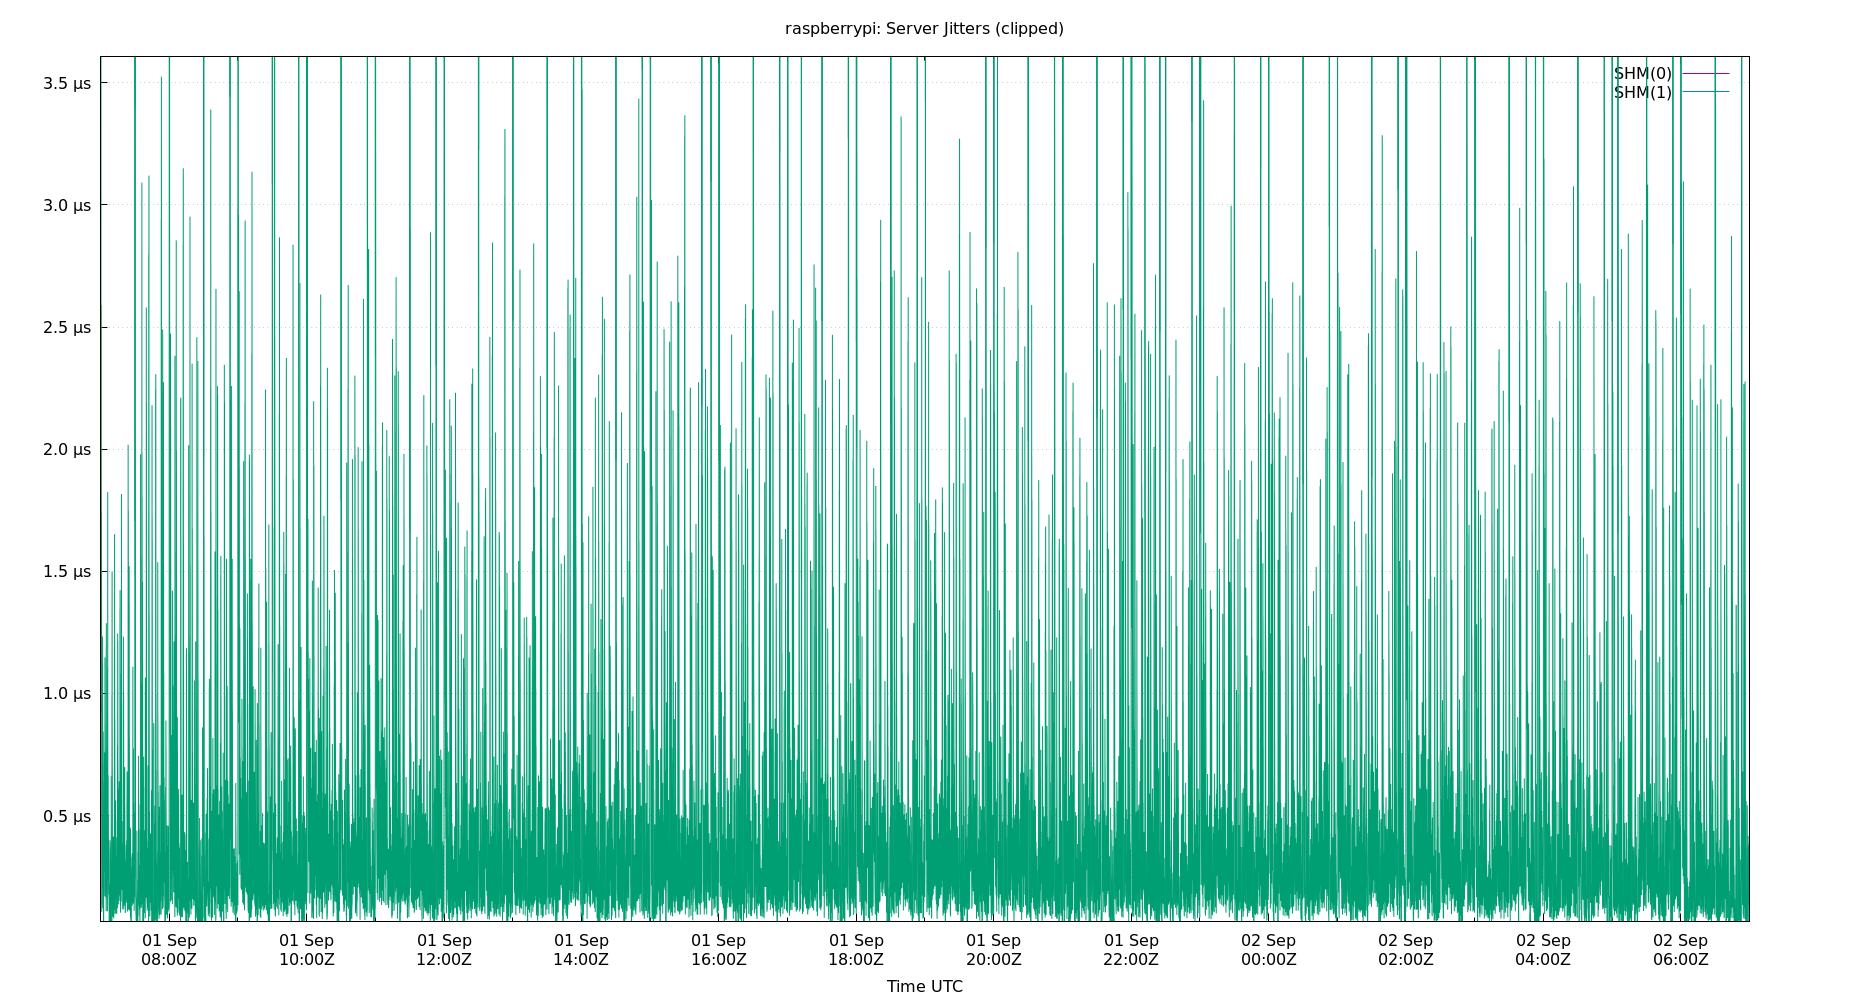 raspberrypi: Server Jitters (clipped)
SHM(0)
SHM(1)
3.5 µs
3.0 µs
2.5 µs
2.0 µs
1.5 µs
1.0 µs
0.5 µs
01 Sep 01 Sep 01 Sep 01 Sep 01 Sep 01 Sep 01 Sep 01 Sep 02 Sep 02 Sep 02 Sep 02 Sep
08:00Z 10:00Z 12:00Z 14:00Z 16:00Z 18:00Z 20:00Z 22:00Z 00:00Z 02:00Z 04:00Z 06:00Z
Time UTC